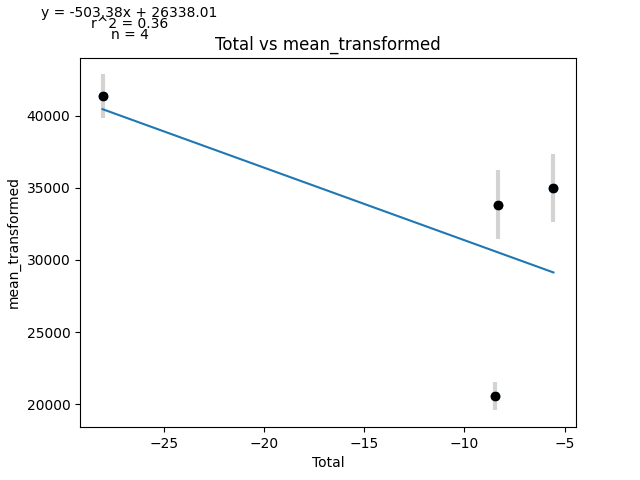 y = -503.38x + 26338.01
r^2 = 0.36
n = 4
Total vs mean_transformed
mean_transformed
40000
35000
30000
25000
20000
−25
−20
−15
−10
−5
Total